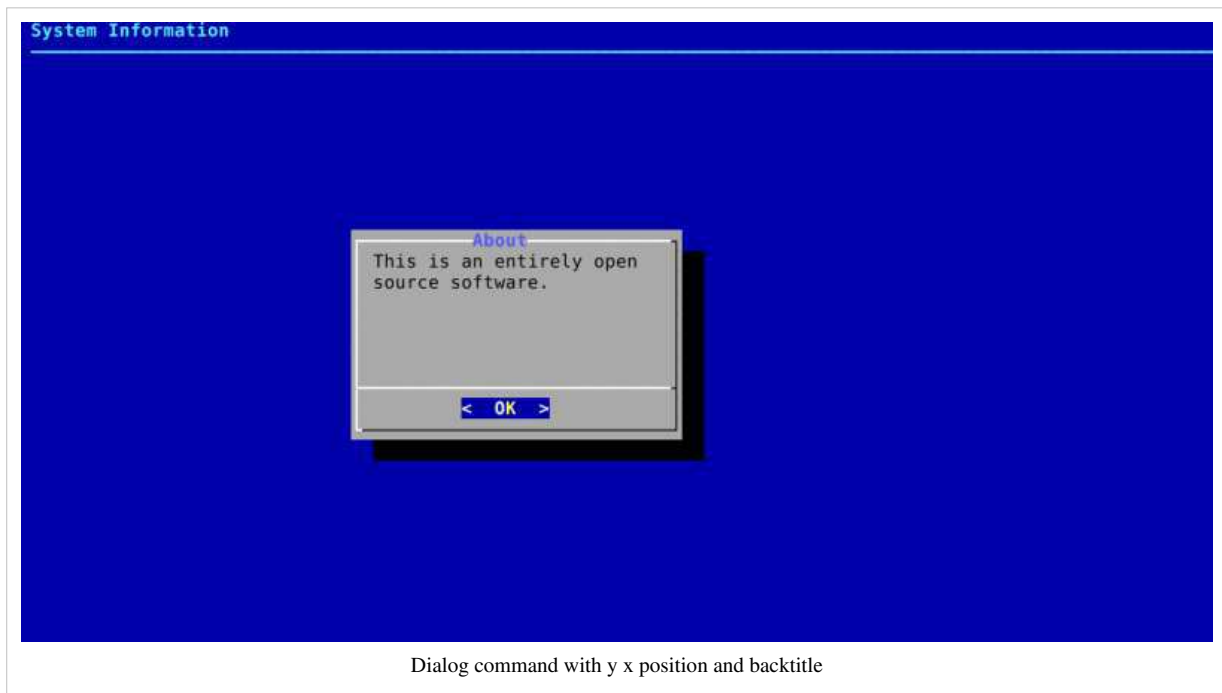 System Information
About
This is an entirely open
source software.
< OK >
Dialog command with y x position and backtitle